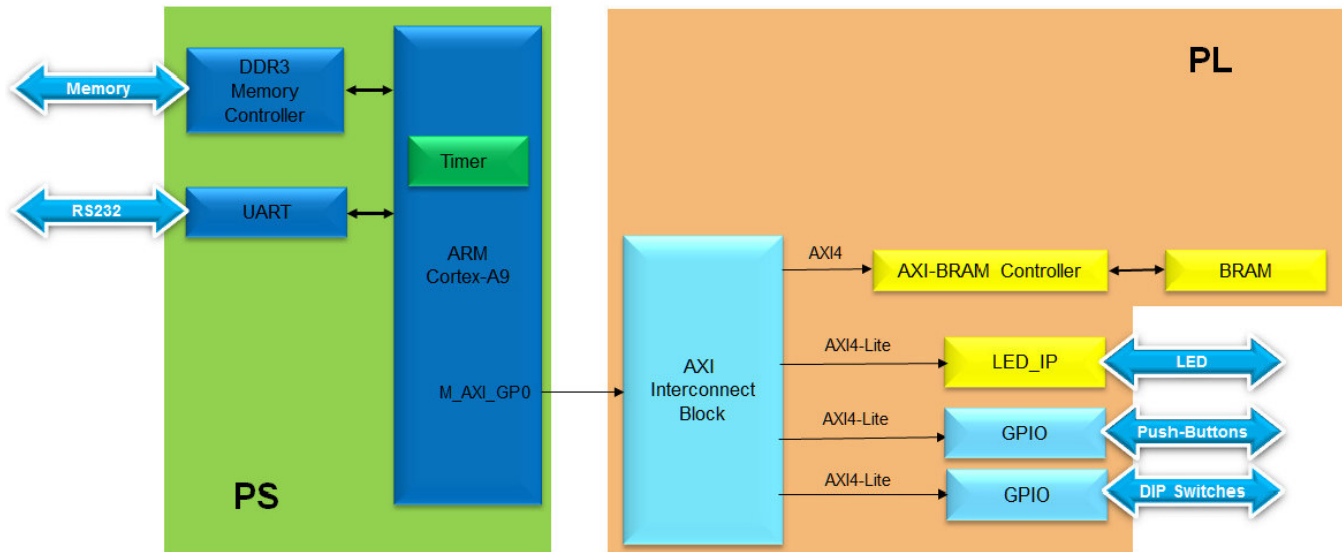 PL
DDR3
Memory
Controller
Memory
Timer
RS232
UART
ARM
Cortex-A9
AXI4
AXI-BRAM Controller
BRAM
AXI4-Lite
LED_IP
LED
AXI
Interconnect
Block
M_AXI_GP0
AXI4-Lite
GPIO
Push-Buttons
AXI4-Lite
GPIO
DIP Switches
PS